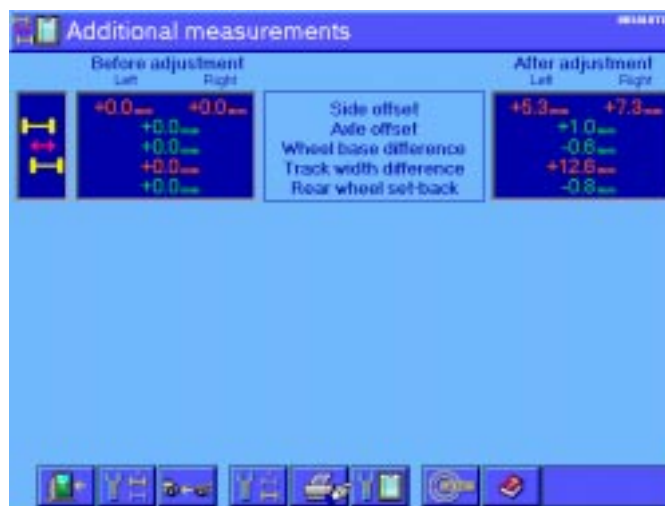 Additional measurements
Before adjustment After adjustment
Left Right Left Right
+0.0mm +0.0mm Side offset +5.3mm +7.3mm
+0.0mm Axle offset +1.0mm
+0.0mm Wheel base difference -0.6mm
+0.0mm Track width difference +12.6mm
+0.0mm Rear wheel set-back -0.8mm